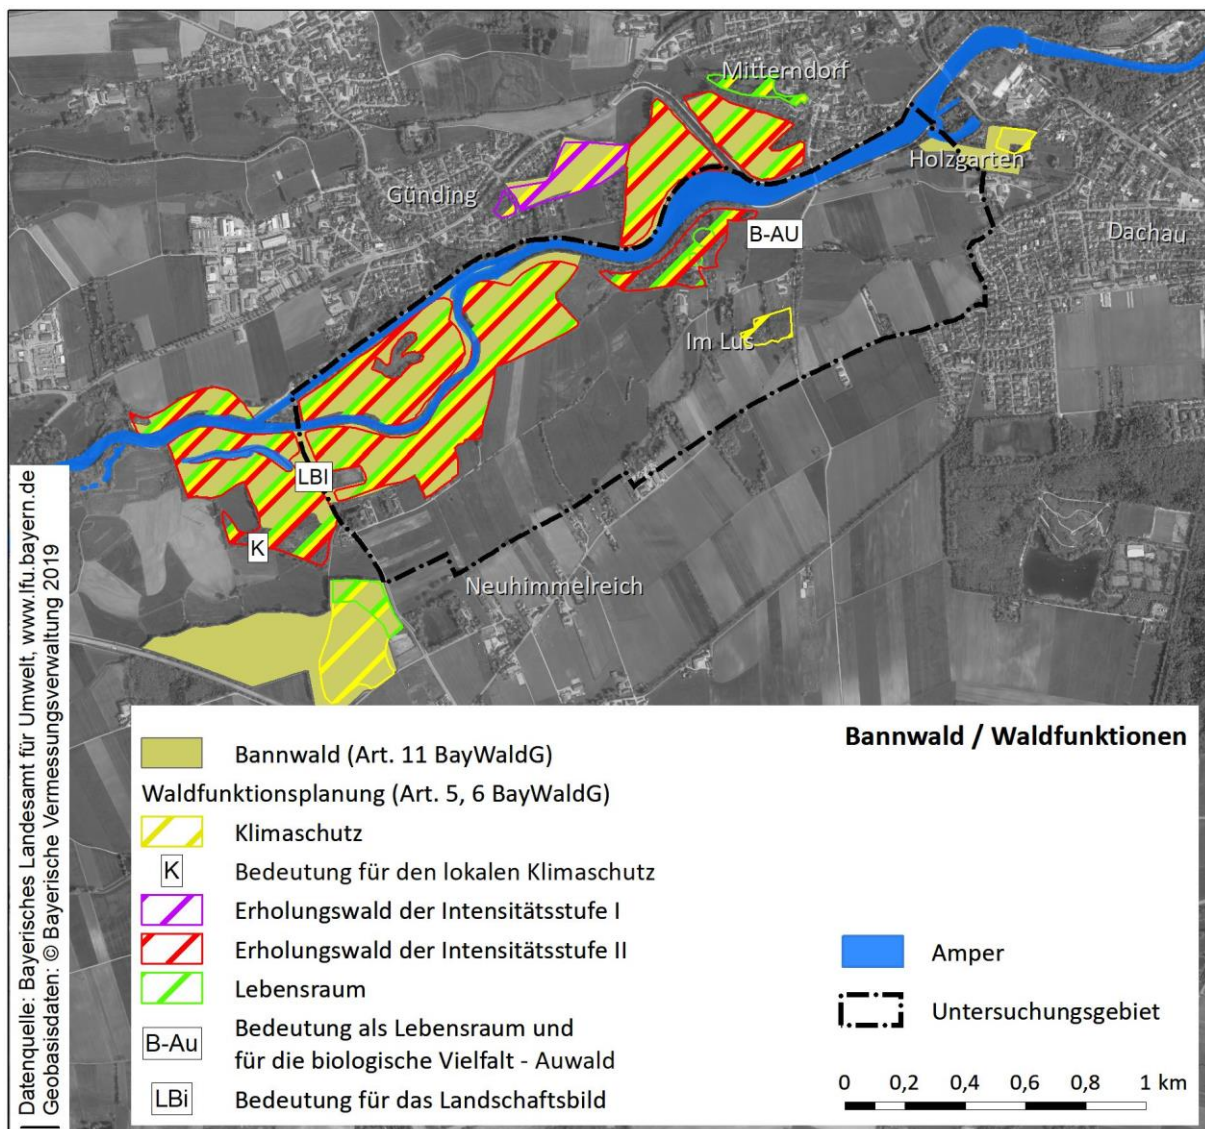 Mitterndorf
Holzgarten
Günding
Dachau
B-AU
Im Lus
LBI
K
Neuhimmelreich
Datenquelle: Bayerisches Landesamt für Umwelt, www.lfu.bayern.de
Geobasisdaten: © Bayerische Vermessungsverwaltung 2019
Bannwald / Waldfunktionen
Bannwald (Art. 11 BayWaldG)
Waldfunktionsplanung (Art. 5, 6 BayWaldG)
Klimaschutz
K Bedeutung für den lokalen Klimaschutz
Erholungswald der Intensitätsstufe I
Erholungswald der Intensitätsstufe II
Lebensraum
B-Au Bedeutung als Lebensraum und
für die biologische Vielfalt - Auwald
LBi Bedeutung für das Landschaftsbild
Amper
Untersuchungsgebiet
0 0,2 0,4 0,6 0,8 1 km